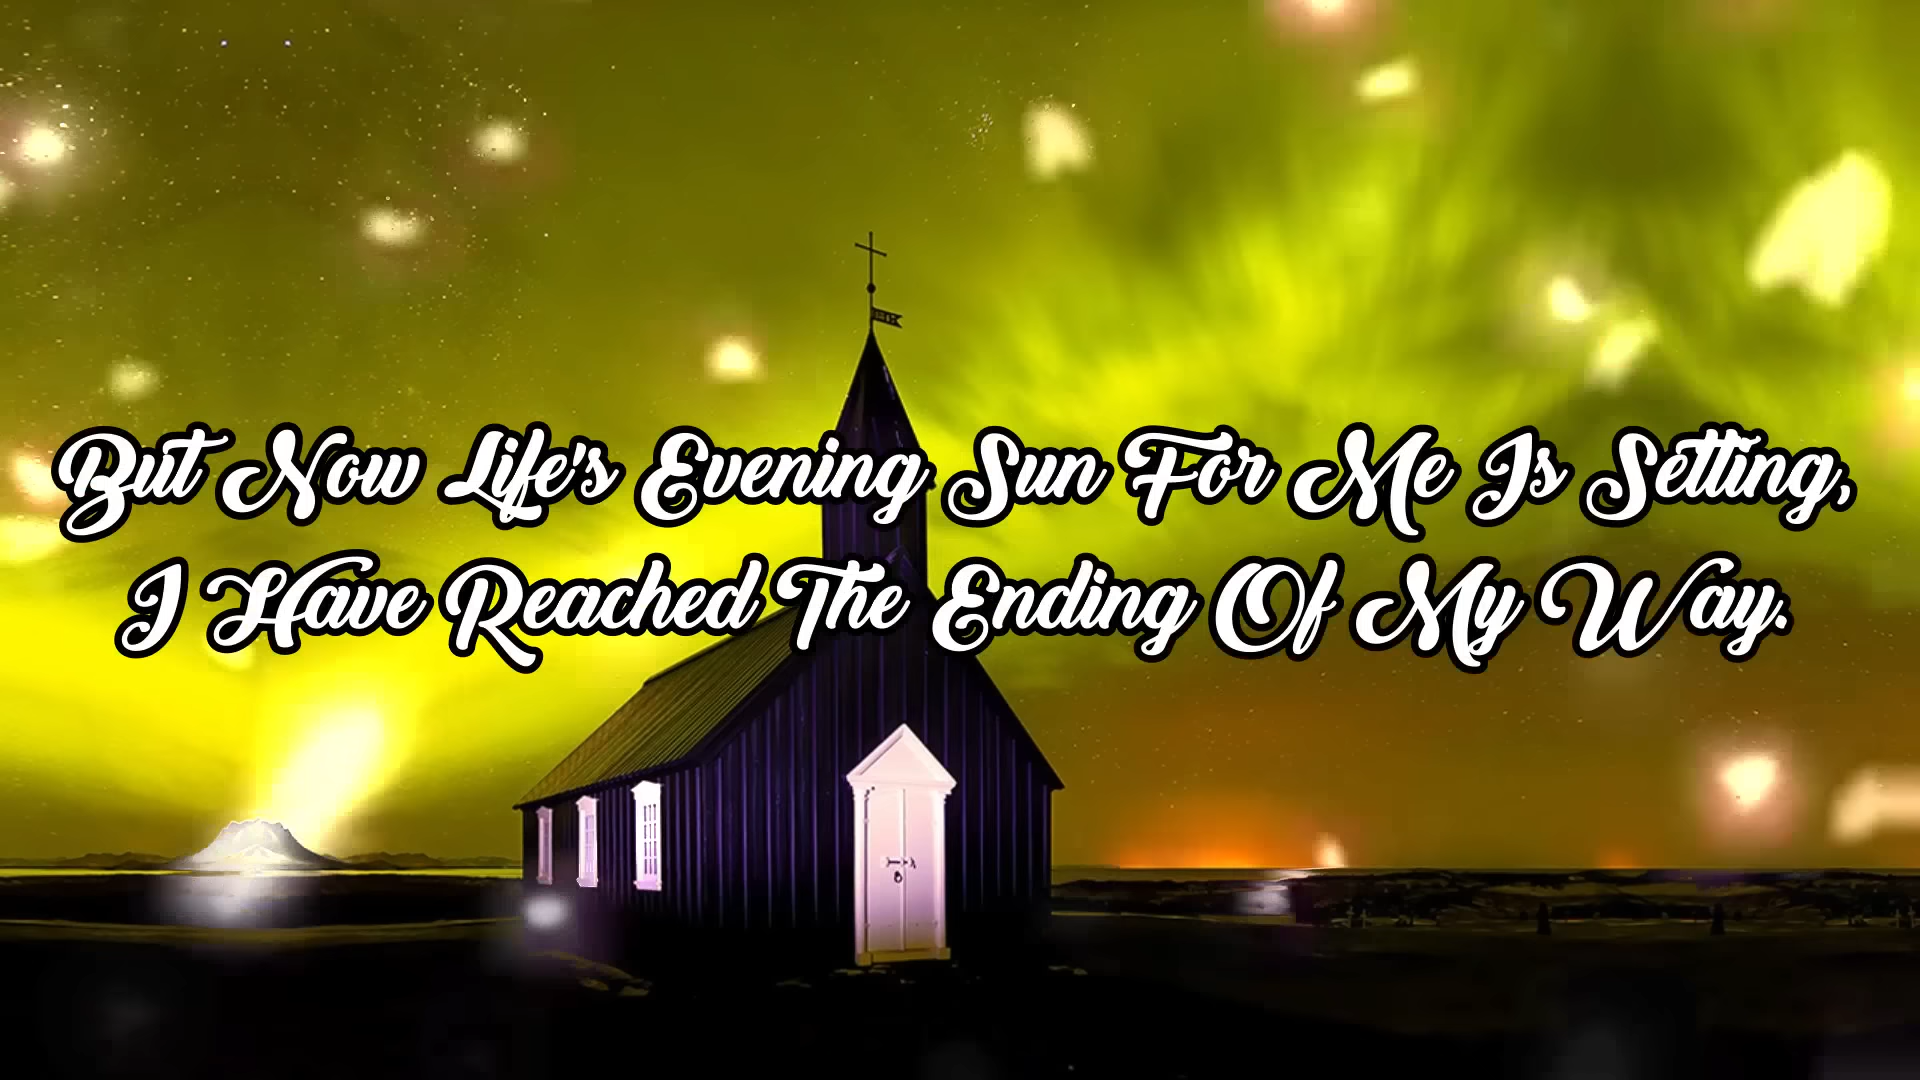 But Now Life's Evening Sun For Me Is Setting,
I Have Reached The Ending Of My Way.